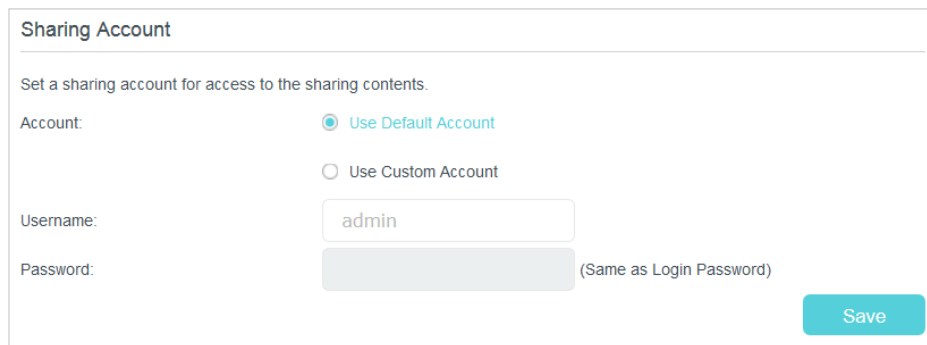 Sharing Account
Set a sharing account for access to the sharing contents.
Account: Use Default Account
Use Custom Account
Username: admin
Password: (Same as Login Password)
Save